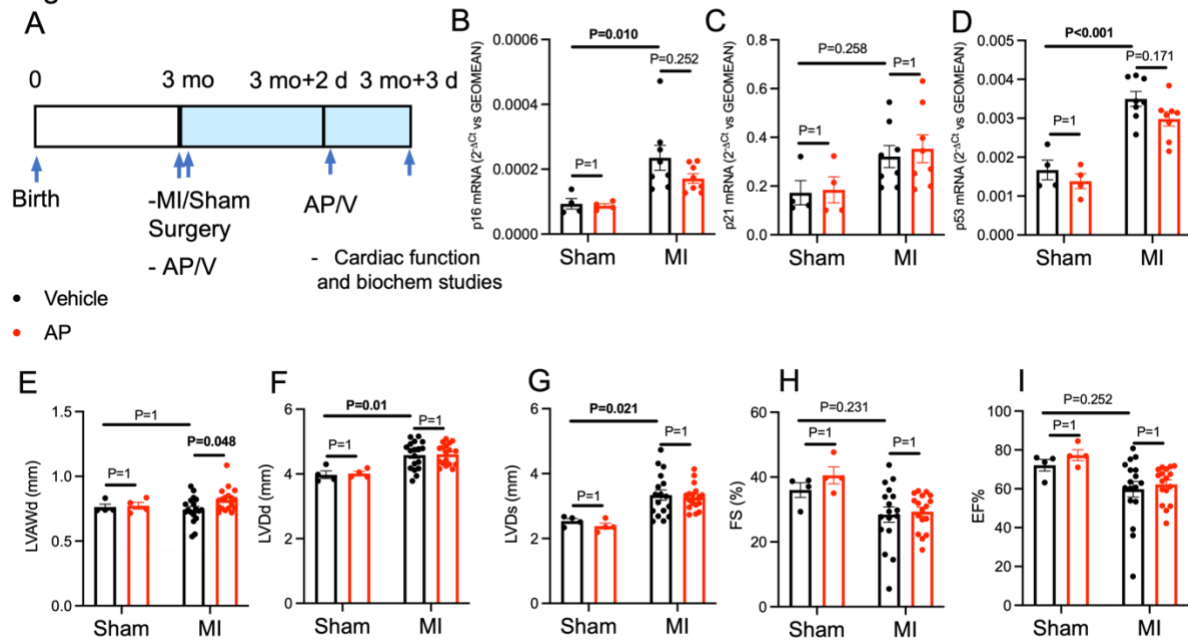 A
0 3 mo 3 mo+2 d 3 mo+3 d
Birth
-MI/Sham
Surgery
- AP/V
AP/V
- Cardiac function
and biochem studies
• Vehicle
• AP
B
p16 mRNA (2^-ΔCt vs GEOMEAN)
0.0006
0.0004
0.0002
0.0000
P=0.010
P=0.252
P=1
Sham MI
C
p21 mRNA (2^-ΔCt vs GEOMEAN)
0.8
0.6
0.4
0.2
0.0
P=0.258
P=1
P=1
Sham MI
D
p53 mRNA (2^-ΔCt vs GEOMEAN)
0.005
0.004
0.003
0.002
0.001
0.000
P<0.001
P=0.171
P=1
Sham MI
E
LVAWd (mm)
1.5
1.0
0.5
0.0
P=1
P=0.048
P=1
Sham MI
F
LVDd (mm)
6
4
2
0
P=0.01
P=1
P=1
Sham MI
G
LVDs (mm)
6
4
2
0
P=0.021
P=1
P=1
Sham MI
H
FS (%)
60
40
20
0
P=0.231
P=1
P=1
Sham MI
I
EF%
100
80
60
40
20
0
P=0.252
P=1
P=1
Sham MI